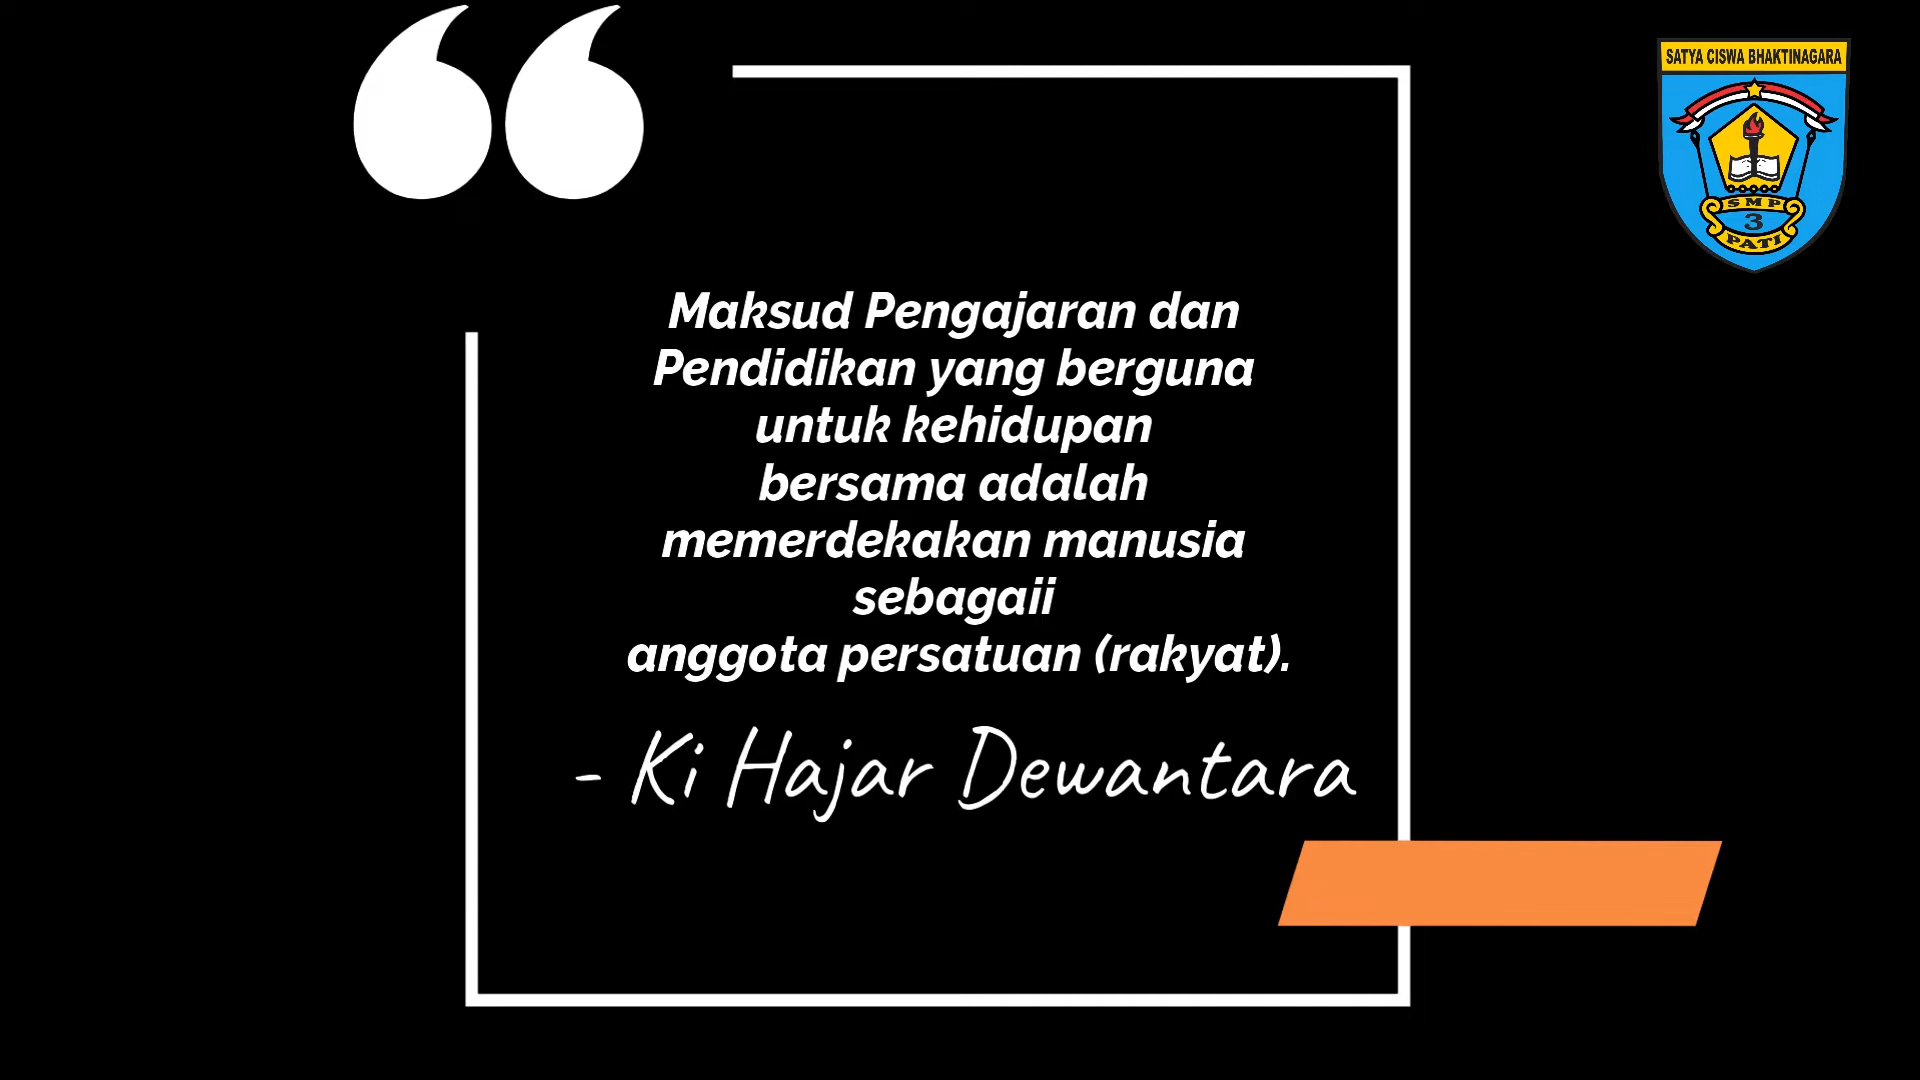 SATYA CISWA BHAKTINAGARA
SMP
3
PATI
Maksud Pengajaran dan
Pendidikan yang berguna
untuk kehidupan
bersama adalah
memerdekakan manusia
sebagaii
anggota persatuan (rakyat).
- Ki Hajar Dewantara